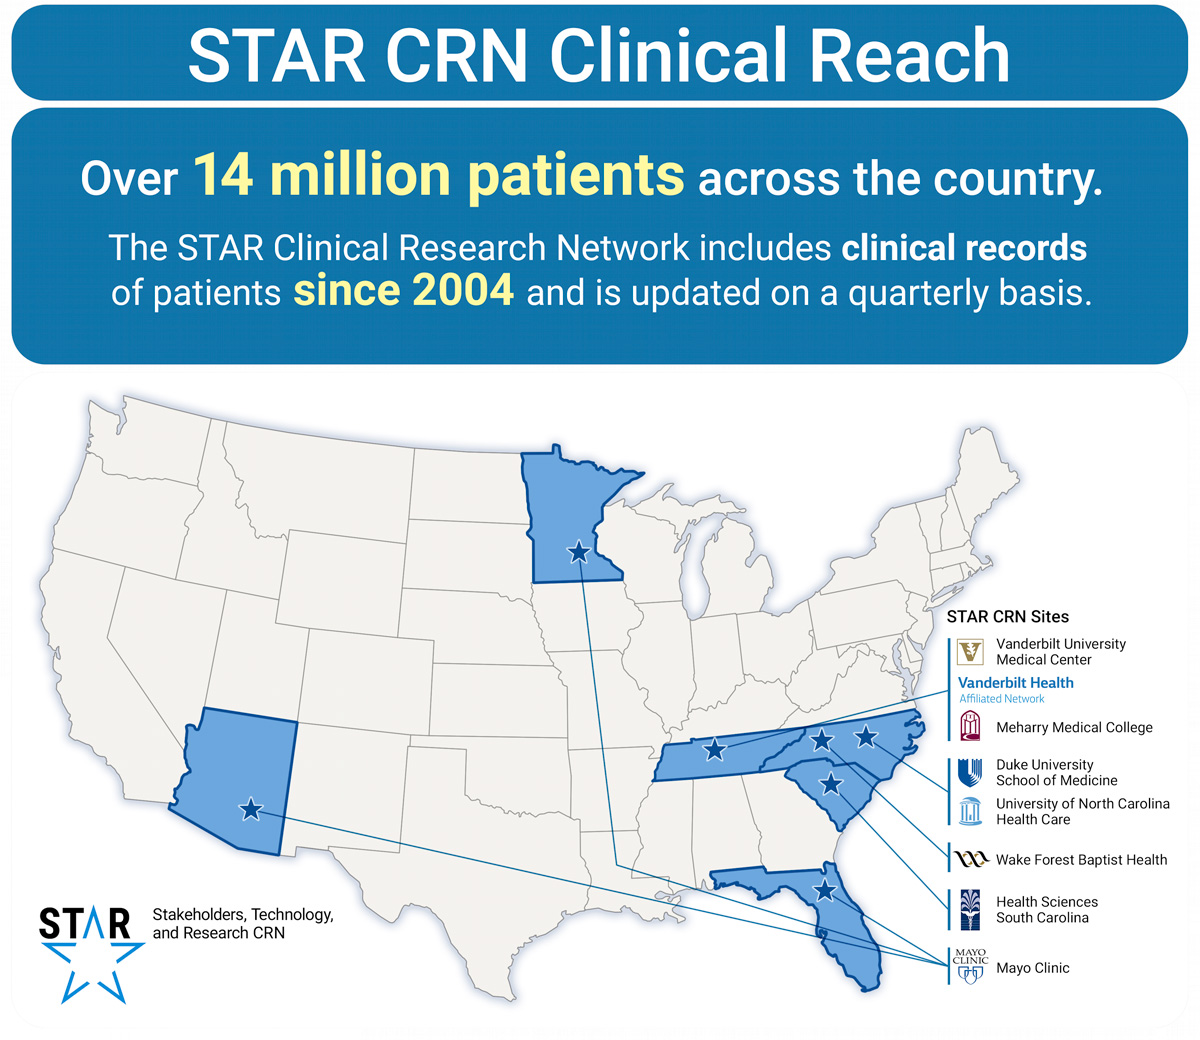 STAR CRN Clinical Reach
Over 14 million patients across the country.
The STAR Clinical Research Network includes clinical records
of patients since 2004 and is updated on a quarterly basis.
STAR CRN Sites
V
Vanderbilt University
Medical Center
Vanderbilt Health
Affiliated Network
Meharry Medical College
Duke University
School of Medicine
University of North Carolina
Health Care
Wake Forest Baptist Health
Health Sciences
South Carolina
MAYO
CLINIC
Mayo Clinic
STAR
Stakeholders, Technology,
and Research CRN